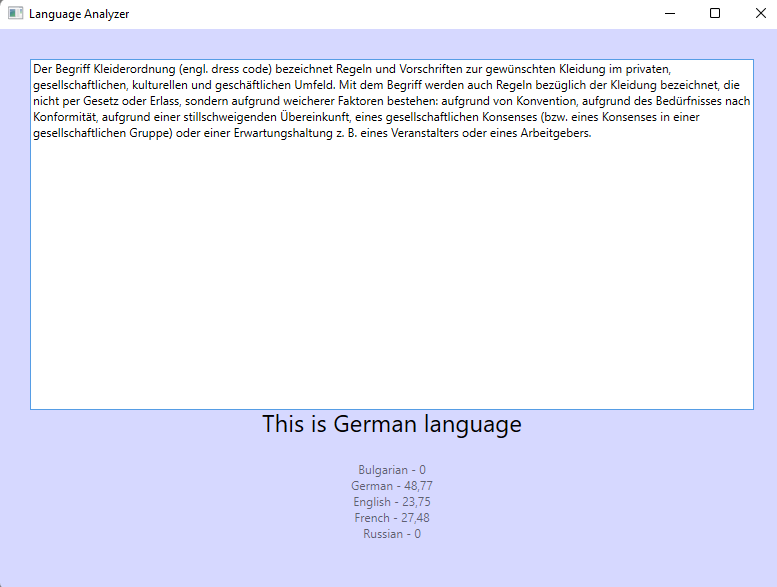 Language Analyzer
Der Begriff Kleiderordnung (engl. dress code) bezeichnet Regeln und Vorschriften zur gewünschten Kleidung im privaten,
gesellschaftlichen, kulturellen und geschäftlichen Umfeld. Mit dem Begriff werden auch Regeln bezüglich der Kleidung bezeichnet, die
nicht per Gesetz oder Erlass, sondern aufgrund weicherer Faktoren bestehen: aufgrund von Konvention, aufgrund des Bedürfnisses nach
Konformität, aufgrund einer stillschweigenden Übereinkunft, eines gesellschaftlichen Konsenses (bzw. eines Konsenses in einer
gesellschaftlichen Gruppe) oder einer Erwartungshaltung z. B. eines Veranstalters oder eines Arbeitgebers.
This is German language
Bulgarian - 0
German - 48,77
English - 23,75
French - 27,48
Russian - 0